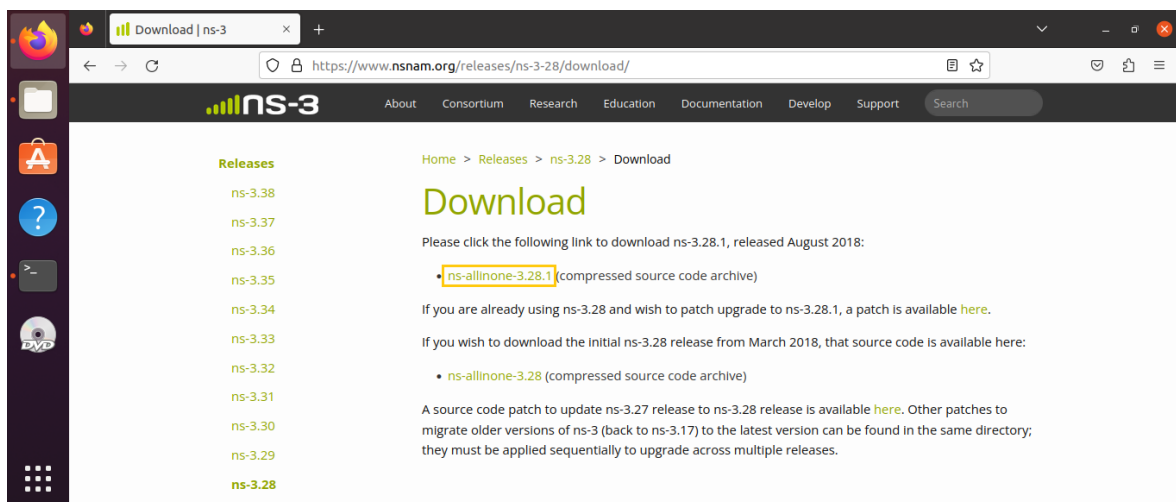 Download | ns-3
https://www.nsnam.org/releases/ns-3-28/download/
ns-3
About Consortium Research Education Documentation Develop Support Search
Releases
ns-3.38
ns-3.37
ns-3.36
ns-3.35
ns-3.34
ns-3.33
ns-3.32
ns-3.31
ns-3.30
ns-3.29
ns-3.28
Home > Releases > ns-3.28 > Download
Download
Please click the following link to download ns-3.28.1, released August 2018:
• ns-allinone-3.28.1 (compressed source code archive)
If you are already using ns-3.28 and wish to patch upgrade to ns-3.28.1, a patch is available here.
If you wish to download the initial ns-3.28 release from March 2018, that source code is available here:
• ns-allinone-3.28 (compressed source code archive)
A source code patch to update ns-3.27 release to ns-3.28 release is available here. Other patches to
migrate older versions of ns-3 (back to ns-3.17) to the latest version can be found in the same directory;
they must be applied sequentially to upgrade across multiple releases.
A
?
>_
DVD